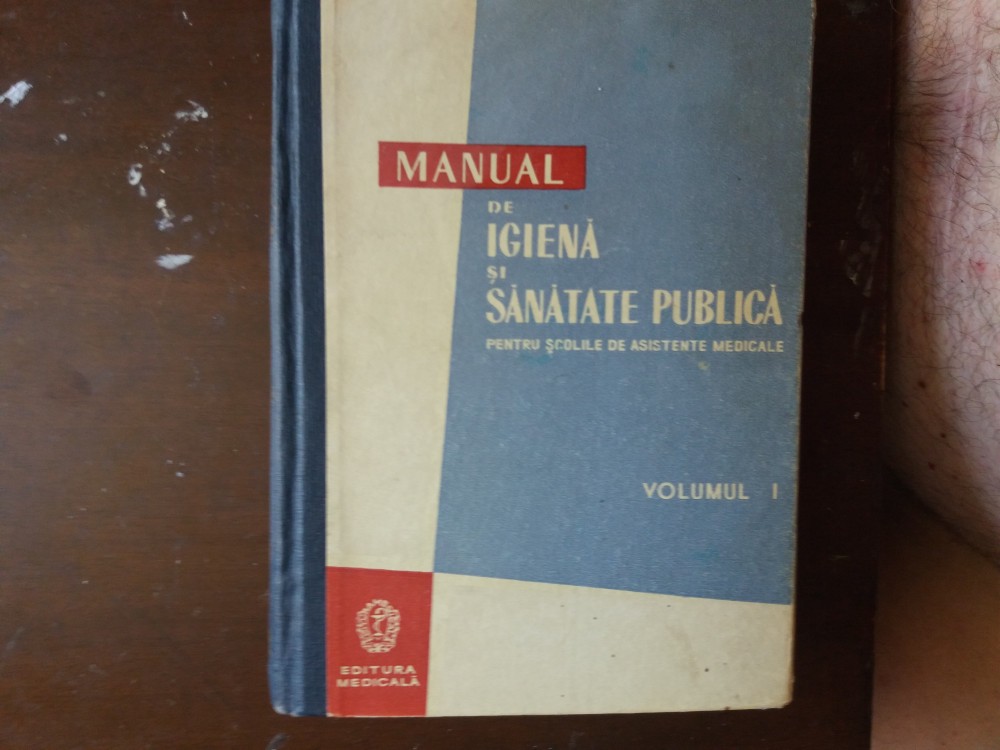 MANUAL
DE
IGIENĂ
ȘI
SĂNĂTATE PUBLICĂ
PENTRU ȘCOLILE DE ASISTENTE MEDICALE
VOLUMUL I
EDITURA
MEDICALĂ